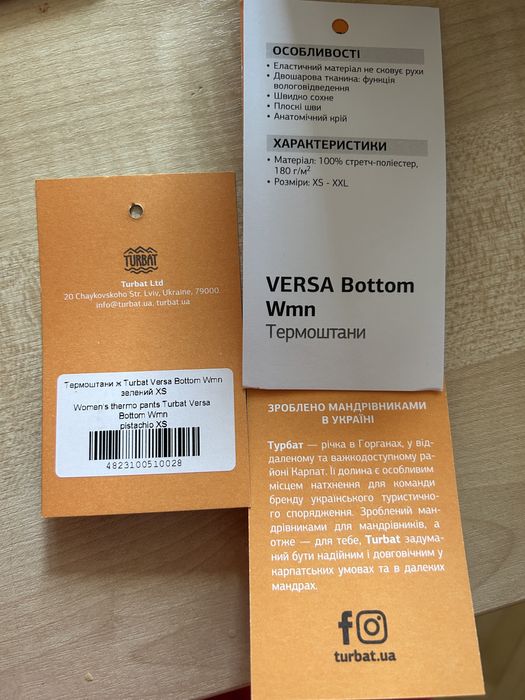 ОСОБЛИВОСТІ
• Еластичний матеріал не сковує рухи
• Двошарова тканина: функція
вологовідведення
• Швидко сохне
• Плоскі шви
• Анатомічний крій
ХАРАКТЕРИСТИКИ
• Матеріал: 100% стретч-поліестер,
180 г/м²
• Розміри: XS - XXL
VERSA Bottom
Wmn
Термоштани
TURBAT
Turbat Ltd
20 Chaykovskoho Str. Lviv, Ukraine, 79000
info@turbat.ua, turbat.ua
Термоштани ж Turbat Versa Bottom Wmn
зелений XS
Women's thermo pants Turbat Versa
Bottom Wmn
pistachio XS
4823100510028
ЗРОБЛЕНО МАНДРІВНИКАМИ
В УКРАЇНІ
Турбат — річка в Горганах, у від-
даленому та важкодоступному ра-
йоні Карпат. Її долина є особливим
місцем натхнення для команди
бренду українського туристично-
го спорядження. Зроблений ман-
дрівниками для мандрівників, а
отже — для тебе, Turbat задума-
ний бути надійним і довговічним у
карпатських умовах та в далеких
мандрах.
turbat.ua